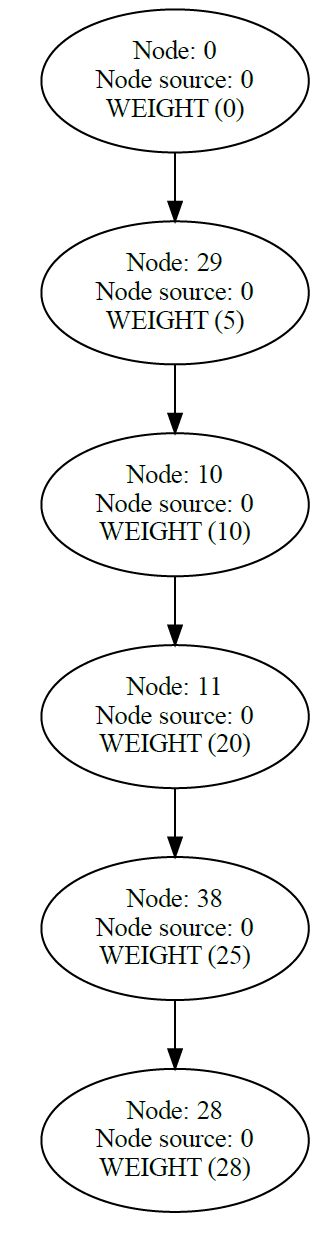 Node: 0
Node source: 0
WEIGHT (0)
Node: 29
Node source: 0
WEIGHT (5)
Node: 10
Node source: 0
WEIGHT (10)
Node: 11
Node source: 0
WEIGHT (20)
Node: 38
Node source: 0
WEIGHT (25)
Node: 28
Node source: 0
WEIGHT (28)